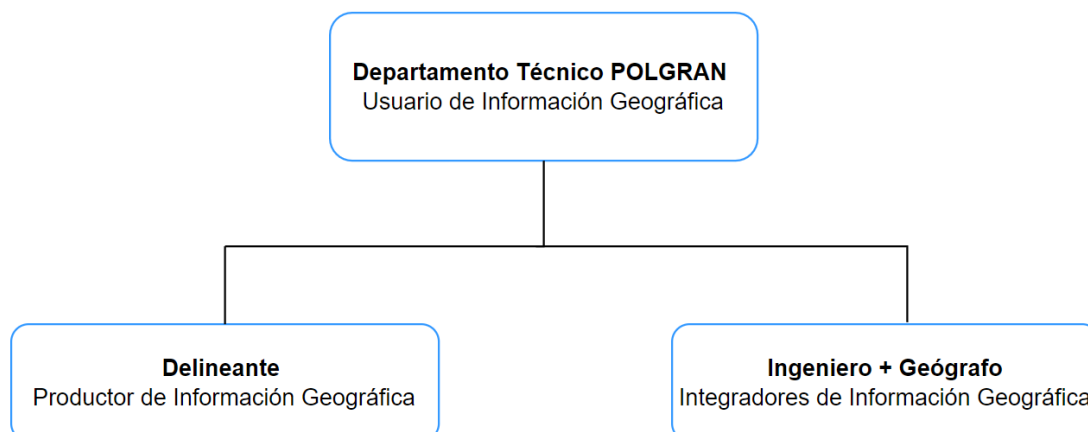 Departamento Técnico POLGRAN
Usuario de Información Geográfica
Delineante
Productor de Información Geográfica
Ingeniero + Geógrafo
Integradores de Información Geográfica